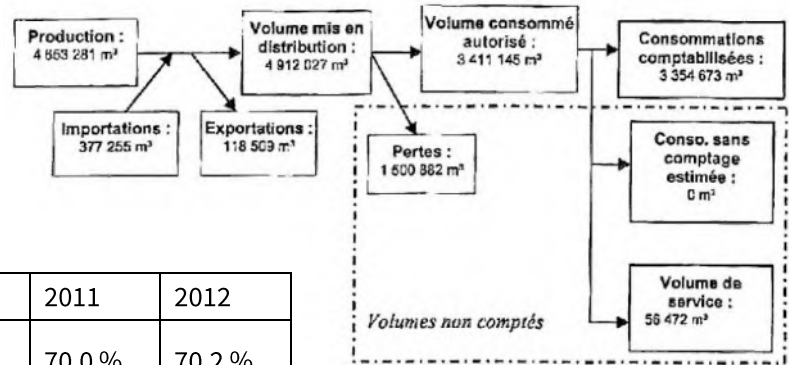 Production :
4 653 281 m³
Volume mis en
distribution :
4 912 027 m³
Volume consommé
autorisé :
3 411 145 m³
Consommations
comptabilisées :
3 354 673 m³
Importations :
377 255 m³
Exportations :
118 509 m³
Pertes :
1 500 882 m³
Conso. sans
comptage
estimée :
0 m³
Volume de
service :
56 472 m³
Volumes non comptés
2011 2012
70,0 % 70,2 %